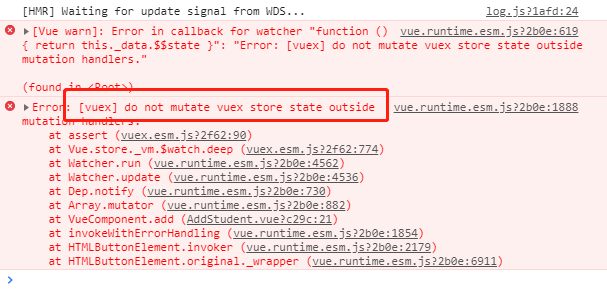 [HMR] Waiting for update signal from WDS... log.js?1afd:24
▶[Vue warn]: Error in callback for watcher "function () vue.runtime.esm.js?2b0e:619
{ return this._data.$$state }": "Error: [vuex] do not mutate vuex store state outside
mutation handlers."
(found in <Root>)
▶Error: [vuex] do not mutate vuex store state outside vue.runtime.esm.js?2b0e:1888
mutation handlers.
at assert (vuex.esm.js?2f62:90)
at Vue.store._vm.$watch.deep (vuex.esm.js?2f62:774)
at Watcher.run (vue.runtime.esm.js?2b0e:4562)
at Watcher.update (vue.runtime.esm.js?2b0e:4536)
at Dep.notify (vue.runtime.esm.js?2b0e:730)
at Array.mutator (vue.runtime.esm.js?2b0e:882)
at VueComponent.add (AddStudent.vue?c29c:21)
at invokeWithErrorHandling (vue.runtime.esm.js?2b0e:1854)
at HTMLButtonElement.invoker (vue.runtime.esm.js?2b0e:2179)
at HTMLButtonElement.original._wrapper (vue.runtime.esm.js?2b0e:6911)